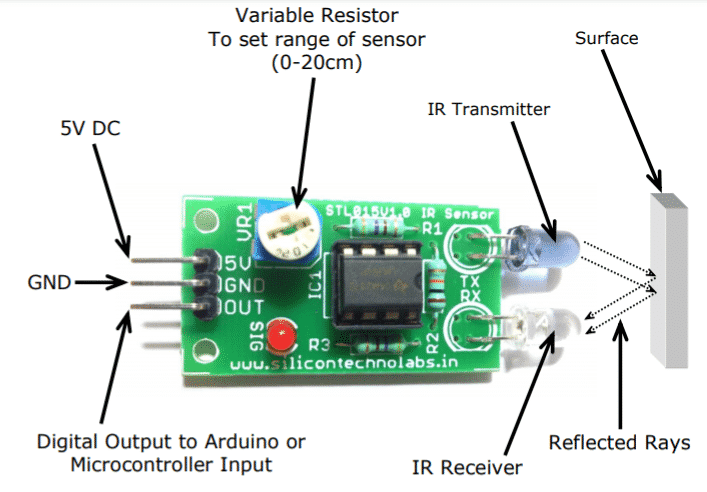 Variable Resistor
To set range of sensor
(0-20cm)
Surface
IR Transmitter
5V DC
GND
STL015V1.0 IR Sensor
VR1
R1
5V
GND
OUT
IC1
TX
RX
SIG
R3
R2
www.silicontechnolabs.in
Digital Output to Arduino or
Microcontroller Input
IR Receiver
Reflected Rays